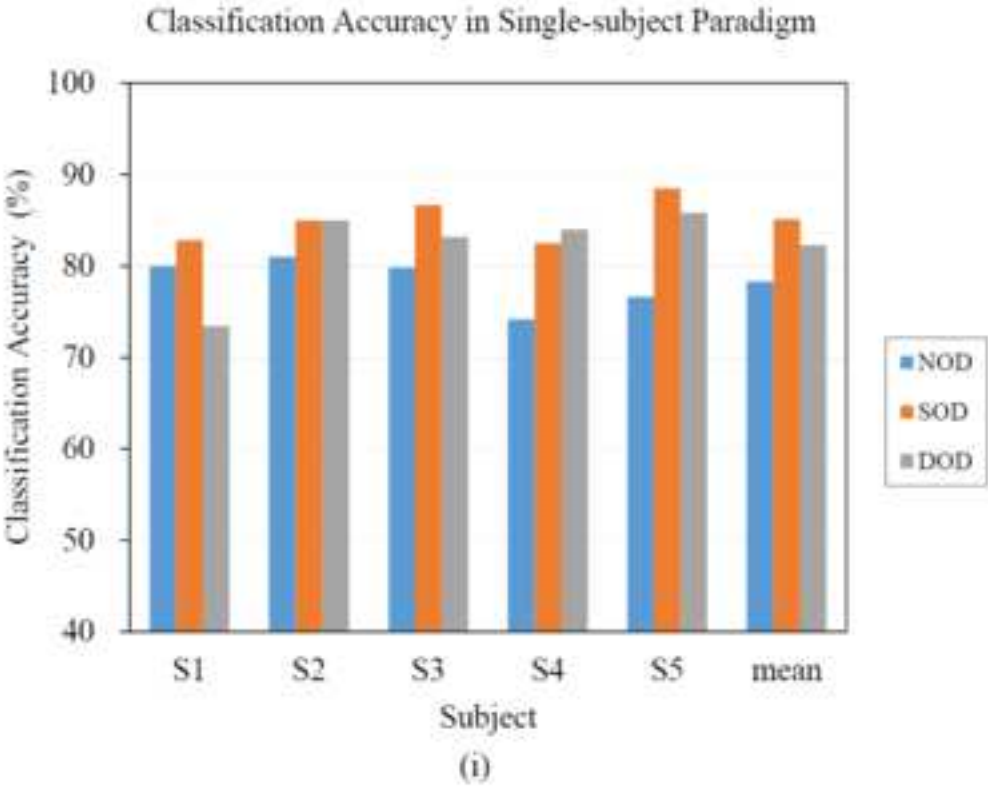 Classification Accuracy in Single-subject Paradigm
100
90
80
70
60
50
40
Classification Accuracy (%)
S1 S2 S3 S4 S5 mean
Subject
(i)
NOD
SOD
DOD